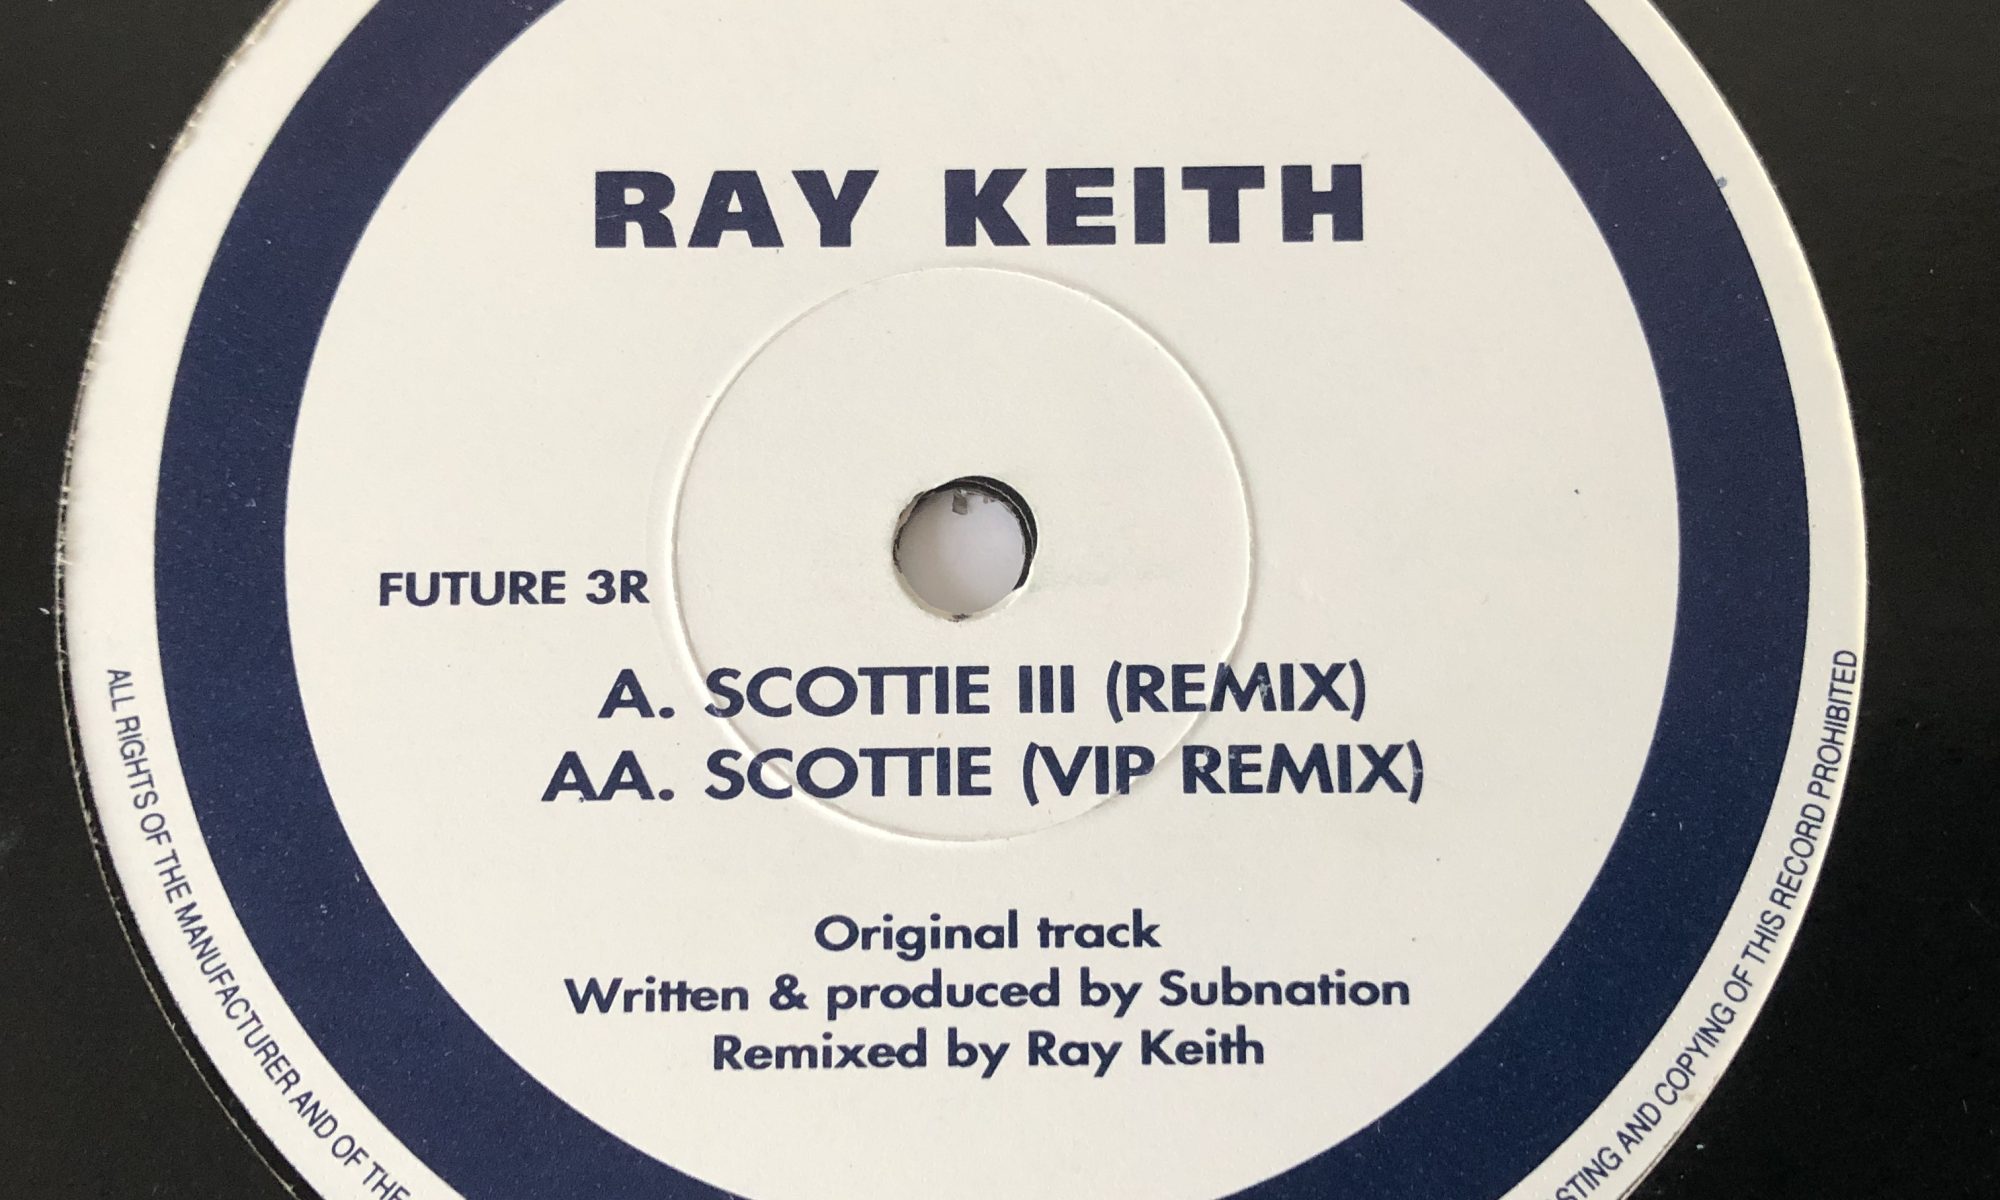 RAY KEITH
FUTURE 3R
A. SCOTTIE III (REMIX)
AA. SCOTTIE (VIP REMIX)
Original track
Written & produced by Subnation
Remixed by Ray Keith
ALL RIGHTS OF THE MANUFACTURER AND OF THE
AND COPYING OF THIS RECORD PROHIBITED